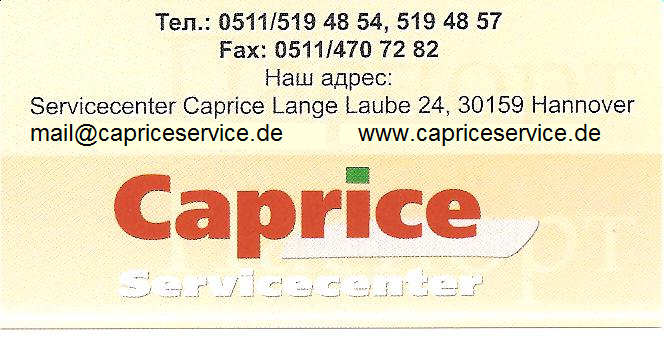 Тел.: 0511/519 48 54, 519 48 57
Fax: 0511/470 72 82
Наш адрес:
Servicecenter Caprice Lange Laube 24, 30159 Hannover
mail@capriceservice.de www.capriceservice.de
Caprice
Servicecenter